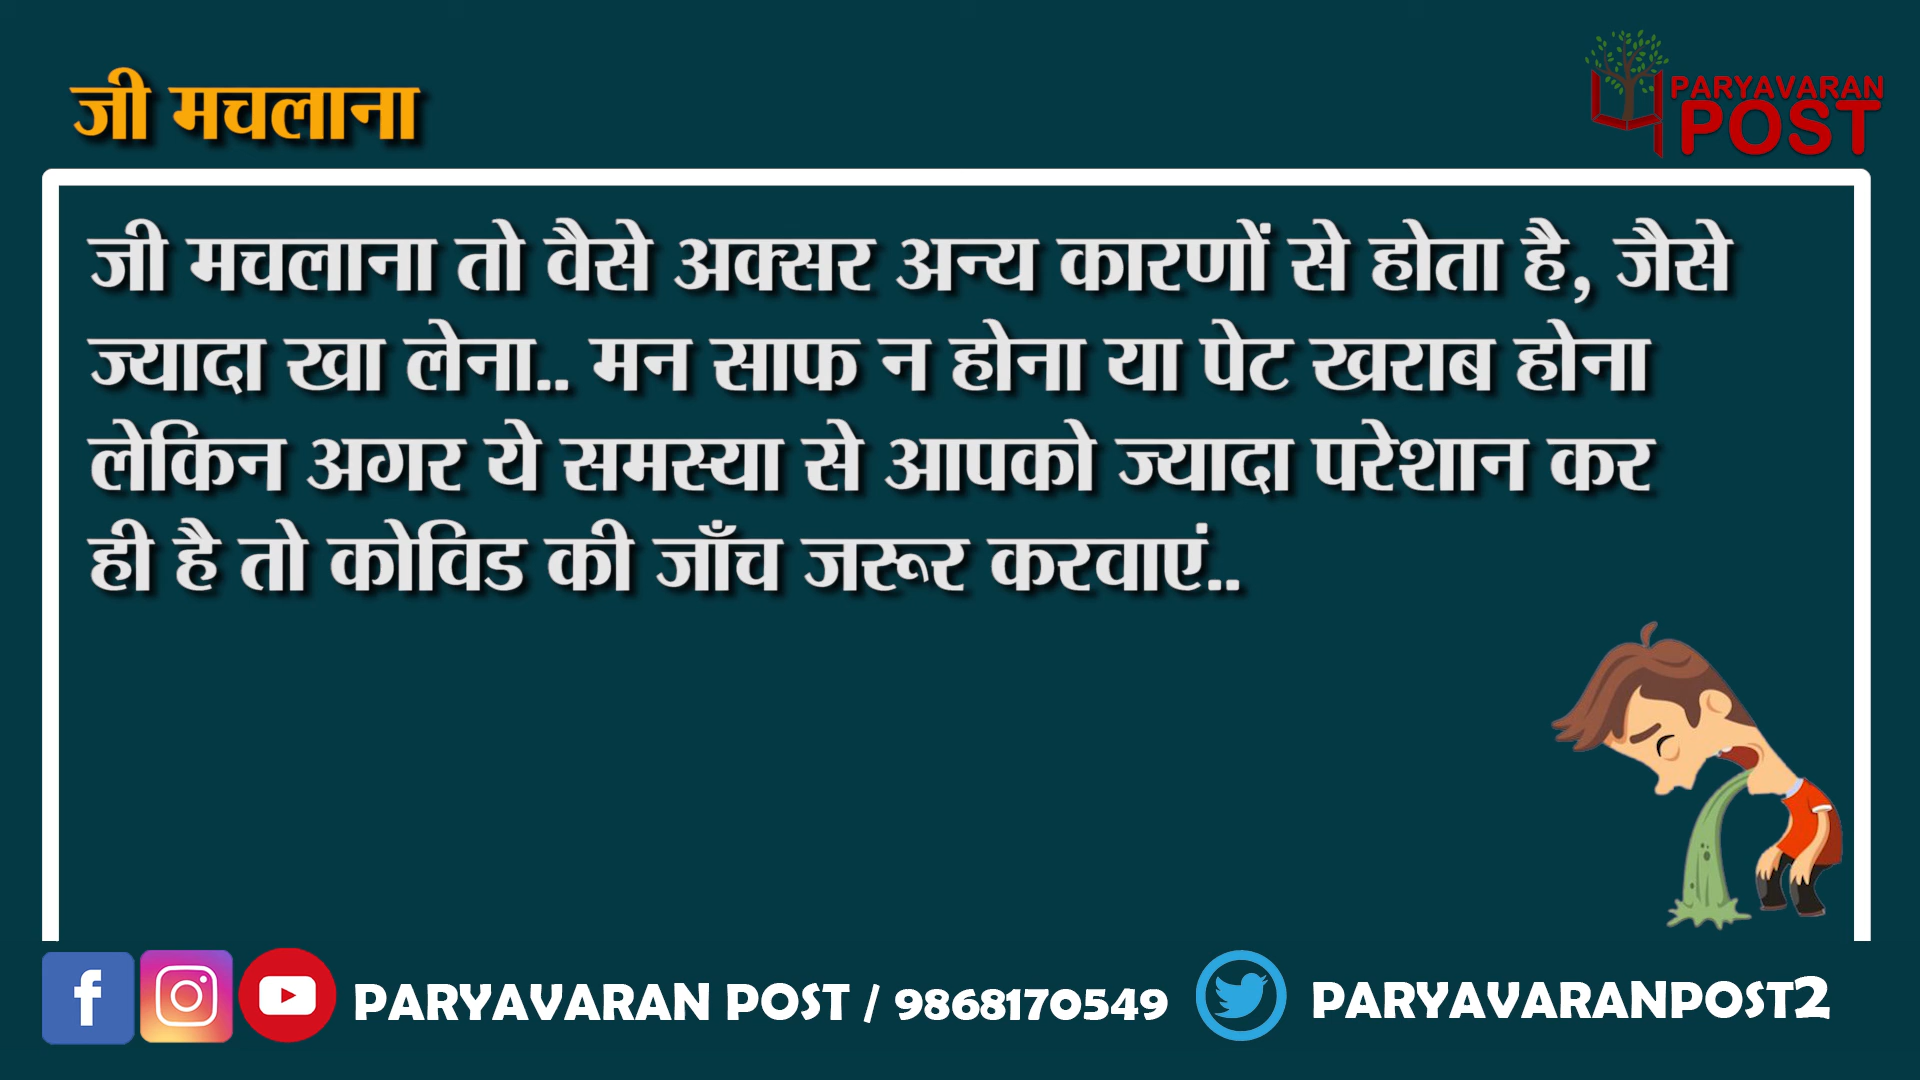 जी मचलाना
PARYAVARAN
POST
जी मचलाना तो वैसे अक्सर अन्य कारणों से होता है, जैसे
ज्यादा खा लेना.. मन साफ न होना या पेट खराब होना
लेकिन अगर ये समस्या से आपको ज्यादा परेशान कर
ही है तो कोविड की जाँच जरूर करवाएं..
PARYAVARAN POST / 9868170549
PARYAVARANPOST2